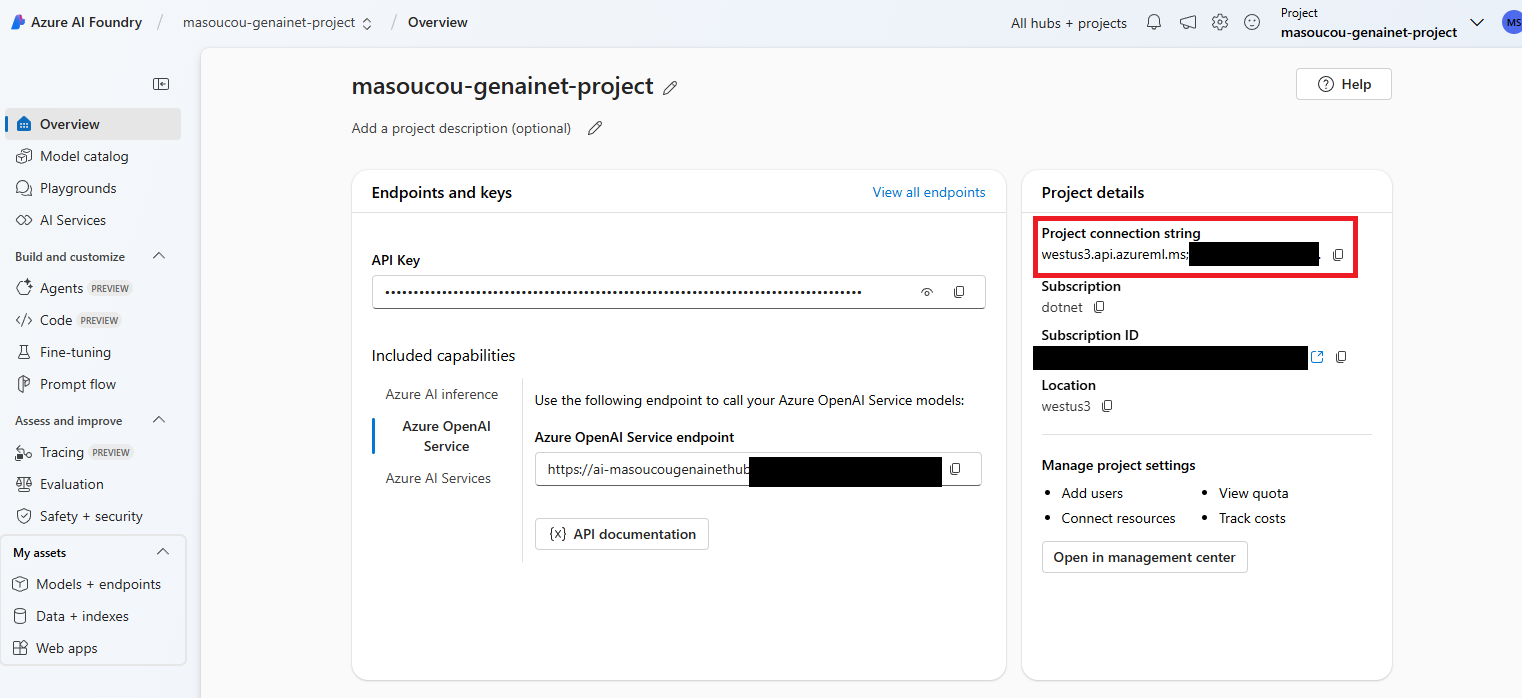 Azure AI Foundry / masoucou-genainet-project / Overview
All hubs + projects
Project
masoucou-genainet-project
MS
Overview
Model catalog
Playgrounds
AI Services
Build and customize
Agents PREVIEW
Code PREVIEW
Fine-tuning
Prompt flow
Assess and improve
Tracing PREVIEW
Evaluation
Safety + security
My assets
Models + endpoints
Data + indexes
Web apps
masoucou-genainet-project
Help
Add a project description (optional)
Endpoints and keys
View all endpoints
API Key
Included capabilities
Azure AI inference
Azure OpenAI
Service
Azure AI Services
Use the following endpoint to call your Azure OpenAI Service models:
Azure OpenAI Service endpoint
https://ai-masoucougenainethub
{x} API documentation
Project details
Project connection string
westus3.api.azureml.ms;
Subscription
dotnet
Subscription ID
Location
westus3
Manage project settings
• Add users
• View quota
• Connect resources
• Track costs
Open in management center